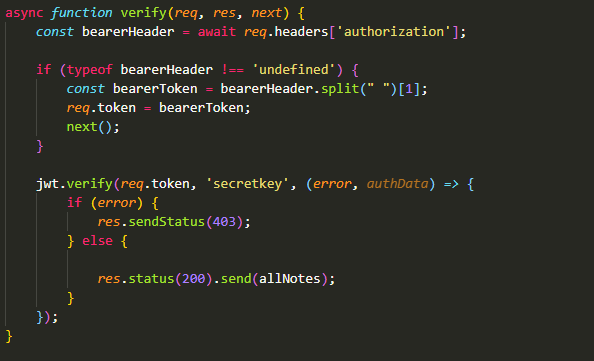 async function verify(req, res, next) {
const bearerHeader = await req.headers['authorization'];
if (typeof bearerHeader !== 'undefined') {
const bearerToken = bearerHeader.split(" ")[1];
req.token = bearerToken;
next();
}
jwt.verify(req.token, 'secretkey', (error, authData) => {
if (error) {
res.sendStatus(403);
} else {
res.status(200).send(allNotes);
}
});
}